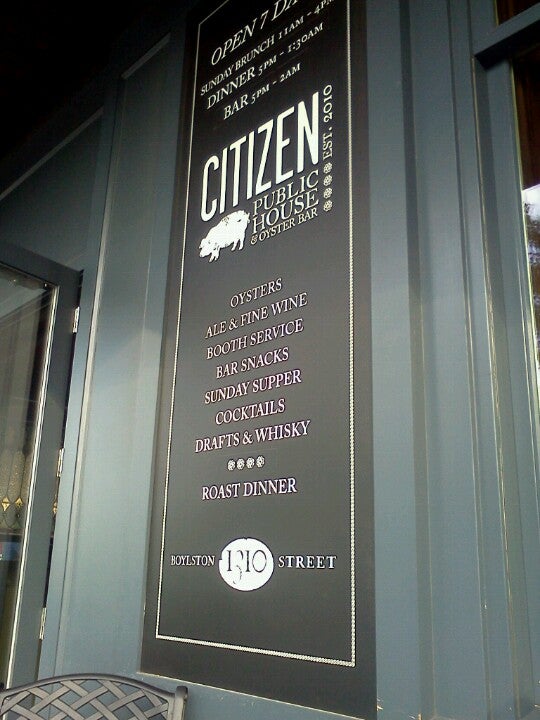 OPEN 7 DA
SUNDAY BRUNCH 11AM - 4PM
DINNER 5PM - 1:30AM
BAR 5PM - 2AM
CITIZEN
PUBLIC
HOUSE
& OYSTER BAR
EST. 2010
OYSTERS
ALE & FINE WINE
BOOTH SERVICE
BAR SNACKS
SUNDAY SUPPER
COCKTAILS
DRAFTS & WHISKY
ROAST DINNER
BOYLSTON 1310 STREET